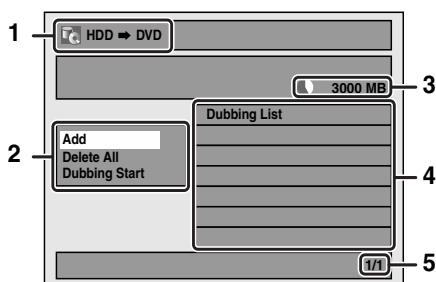 1
HDD ➡ DVD
3000 MB
3
Dubbing List
2
Add
Delete All
Dubbing Start
4
1/1
5